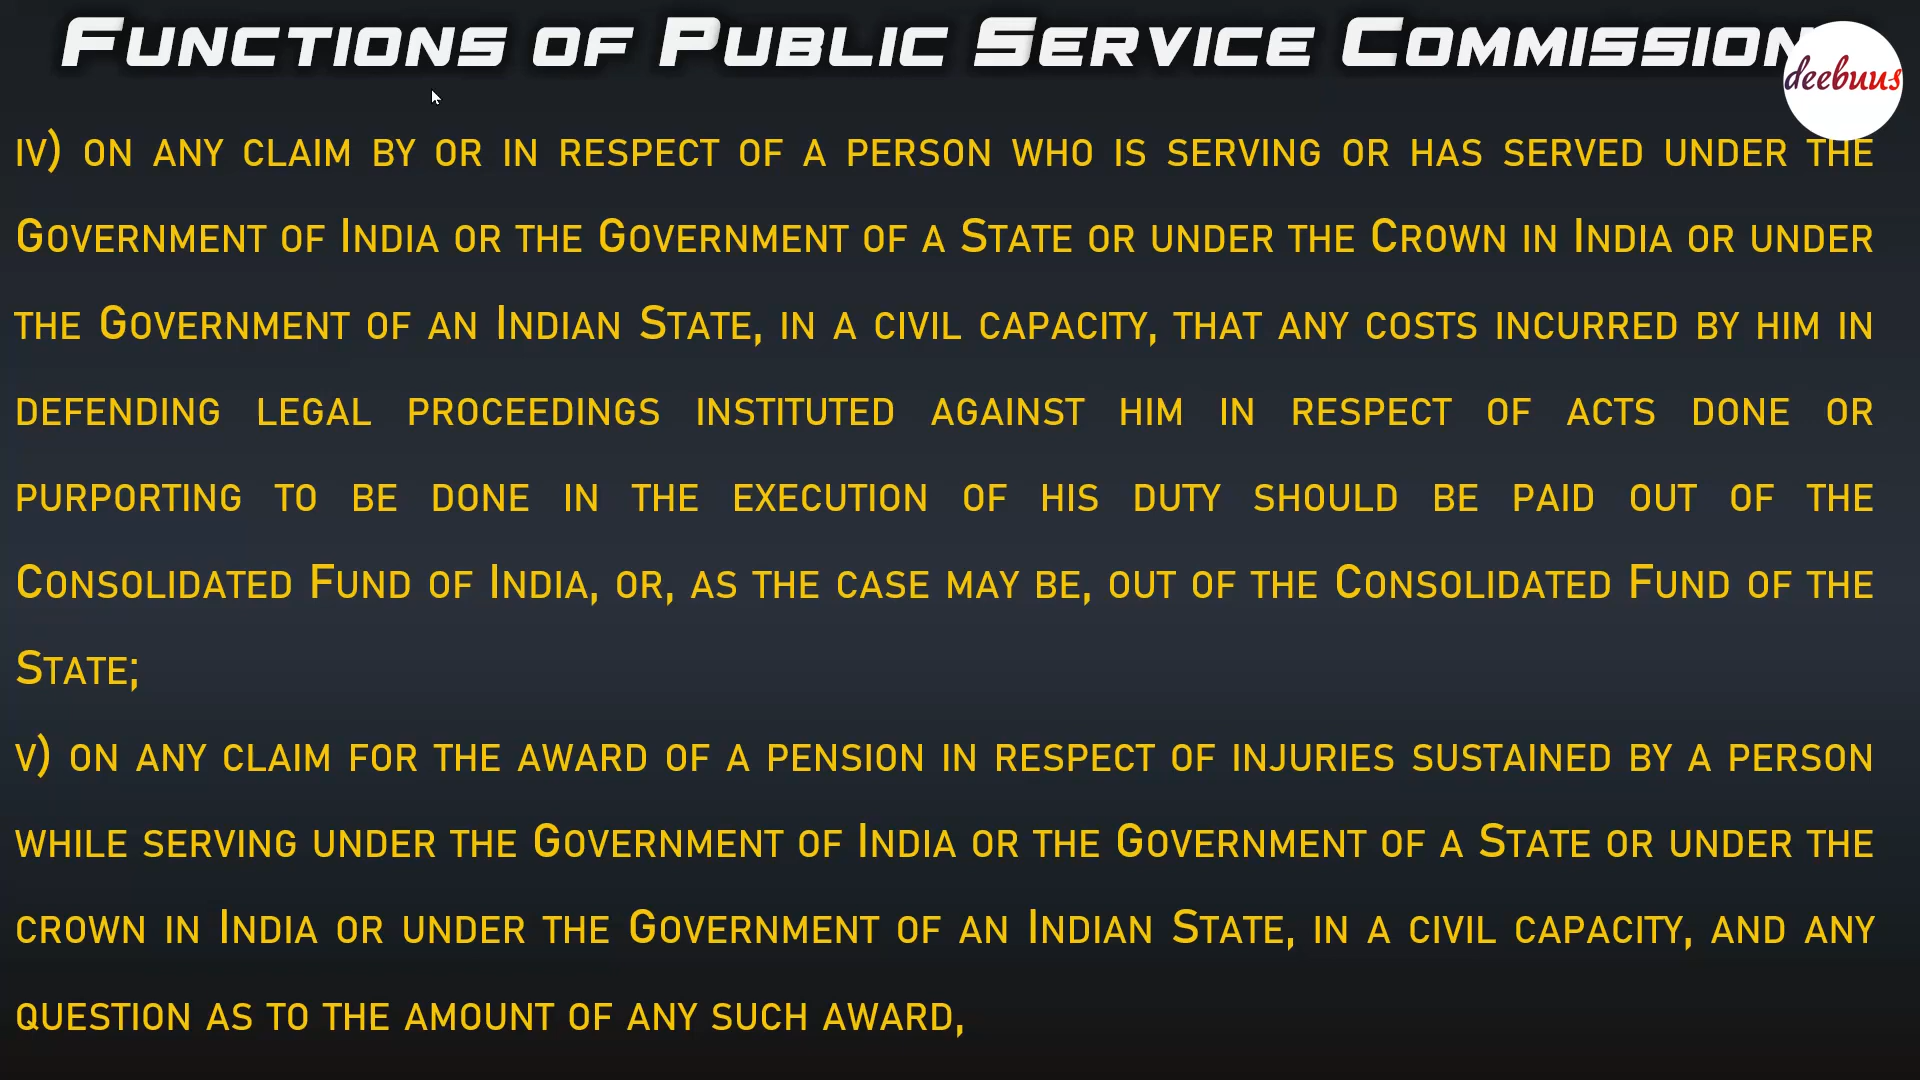 Functions of Public Service Commission
deebuus
iv) on any claim by or in respect of a person who is serving or has served under the
Government of India or the Government of a State or under the Crown in India or under
the Government of an Indian State, in a civil capacity, that any costs incurred by him in
defending legal proceedings instituted against him in respect of acts done or
purporting to be done in the execution of his duty should be paid out of the
Consolidated Fund of India, or, as the case may be, out of the Consolidated Fund of the
State;
v) on any claim for the award of a pension in respect of injuries sustained by a person
while serving under the Government of India or the Government of a State or under the
crown in India or under the Government of an Indian State, in a civil capacity, and any
question as to the amount of any such award,